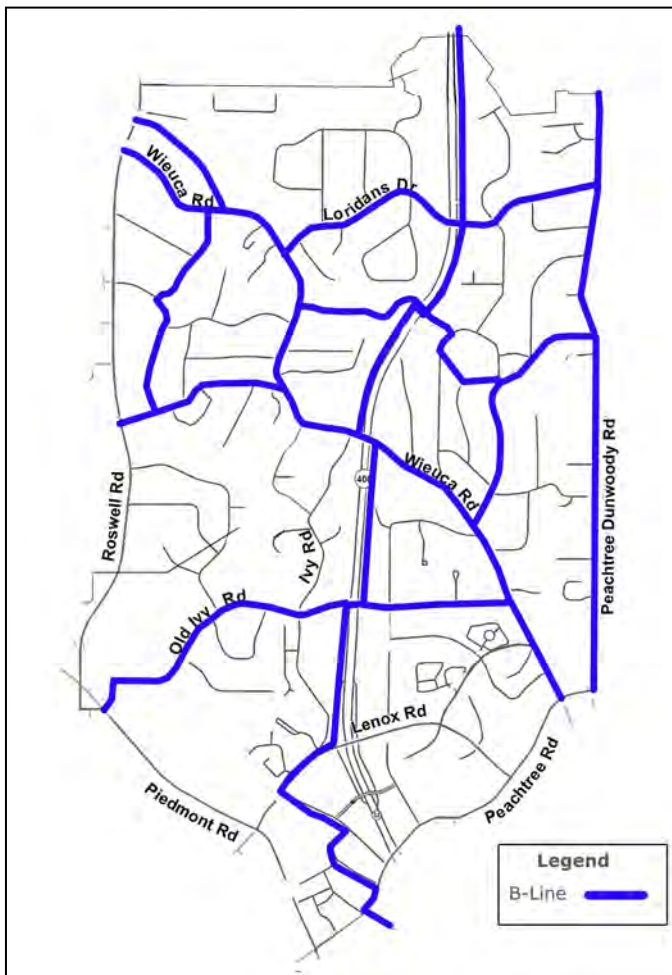 Wieuca Rd
Loridans Dr
Peachtree Dunwoody Rd
Wieuca Rd
400
Roswell Rd
Ivy Rd
Old Ivy Rd
Lenox Rd
Peachtree Rd
Piedmont Rd
Legend
B-Line